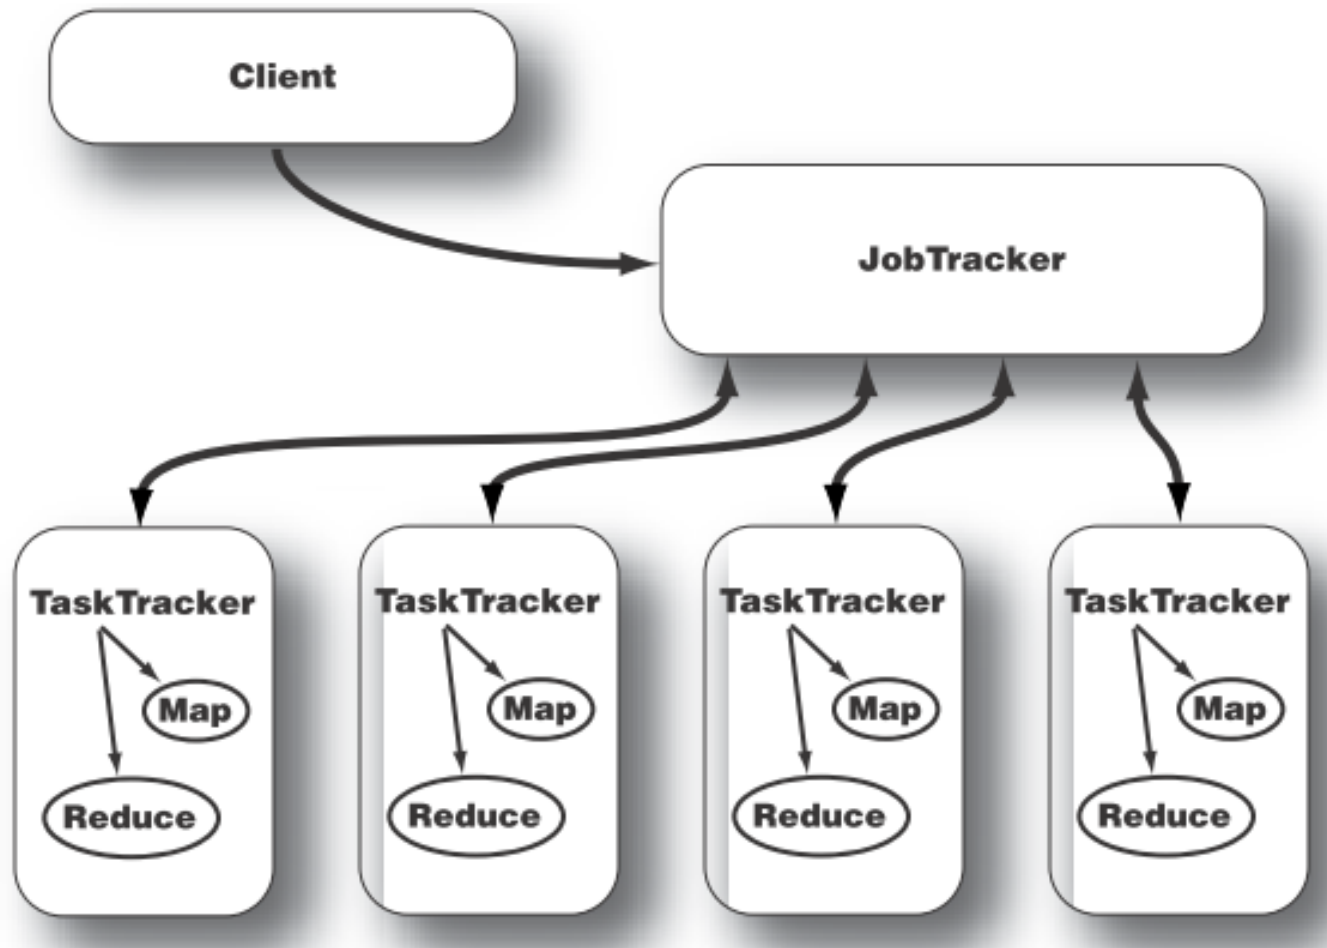 Client
JobTracker
TaskTracker
Map
Reduce
TaskTracker
Map
Reduce
TaskTracker
Map
Reduce
TaskTracker
Map
Reduce